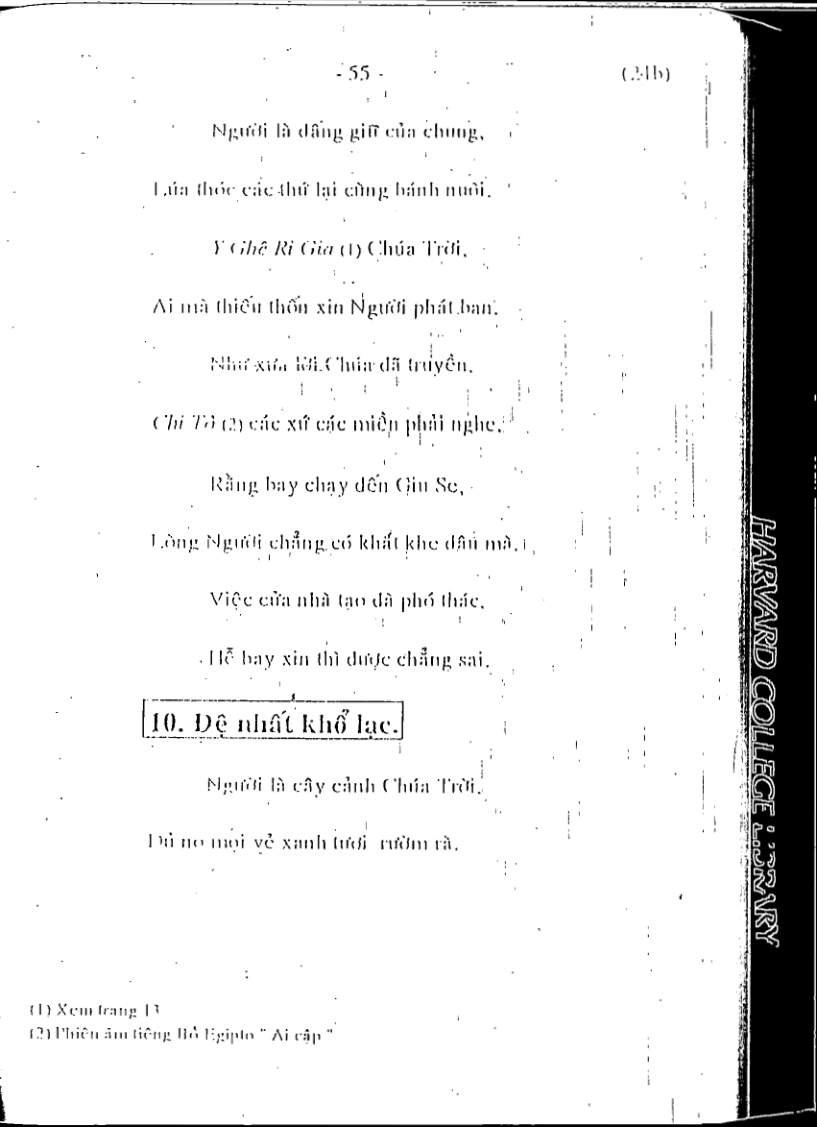 - 55 -
(24b)
Người là đấng giữ của chung,
Lúa thóc các thứ lại cùng bánh nuôi.
Y Ghê Ri Gia (1) Chúa Trời,
Ai mà thiếu thốn xin Người phát ban.
Như xưa lời Chúa đã truyền,
Chi Tô (2) các xứ các miền phải nghe,
Rằng bay chạy đến Giu Se,
Lòng Người chẳng có khắt khe đâu mà,
Việc cửa nhà tao đà phó thác,
Hễ bay xin thì được chẳng sai.
10. Đệ nhất khổ lạc.
Người là cây cảnh Chúa Trời,
Đủ no mọi vẻ xanh tươi rườm rà.
(1) Xem trang 13
(2) Phiên âm tiếng Bồ Egipto " Ai cập "
HARVARD COLLEGE LIBRARY